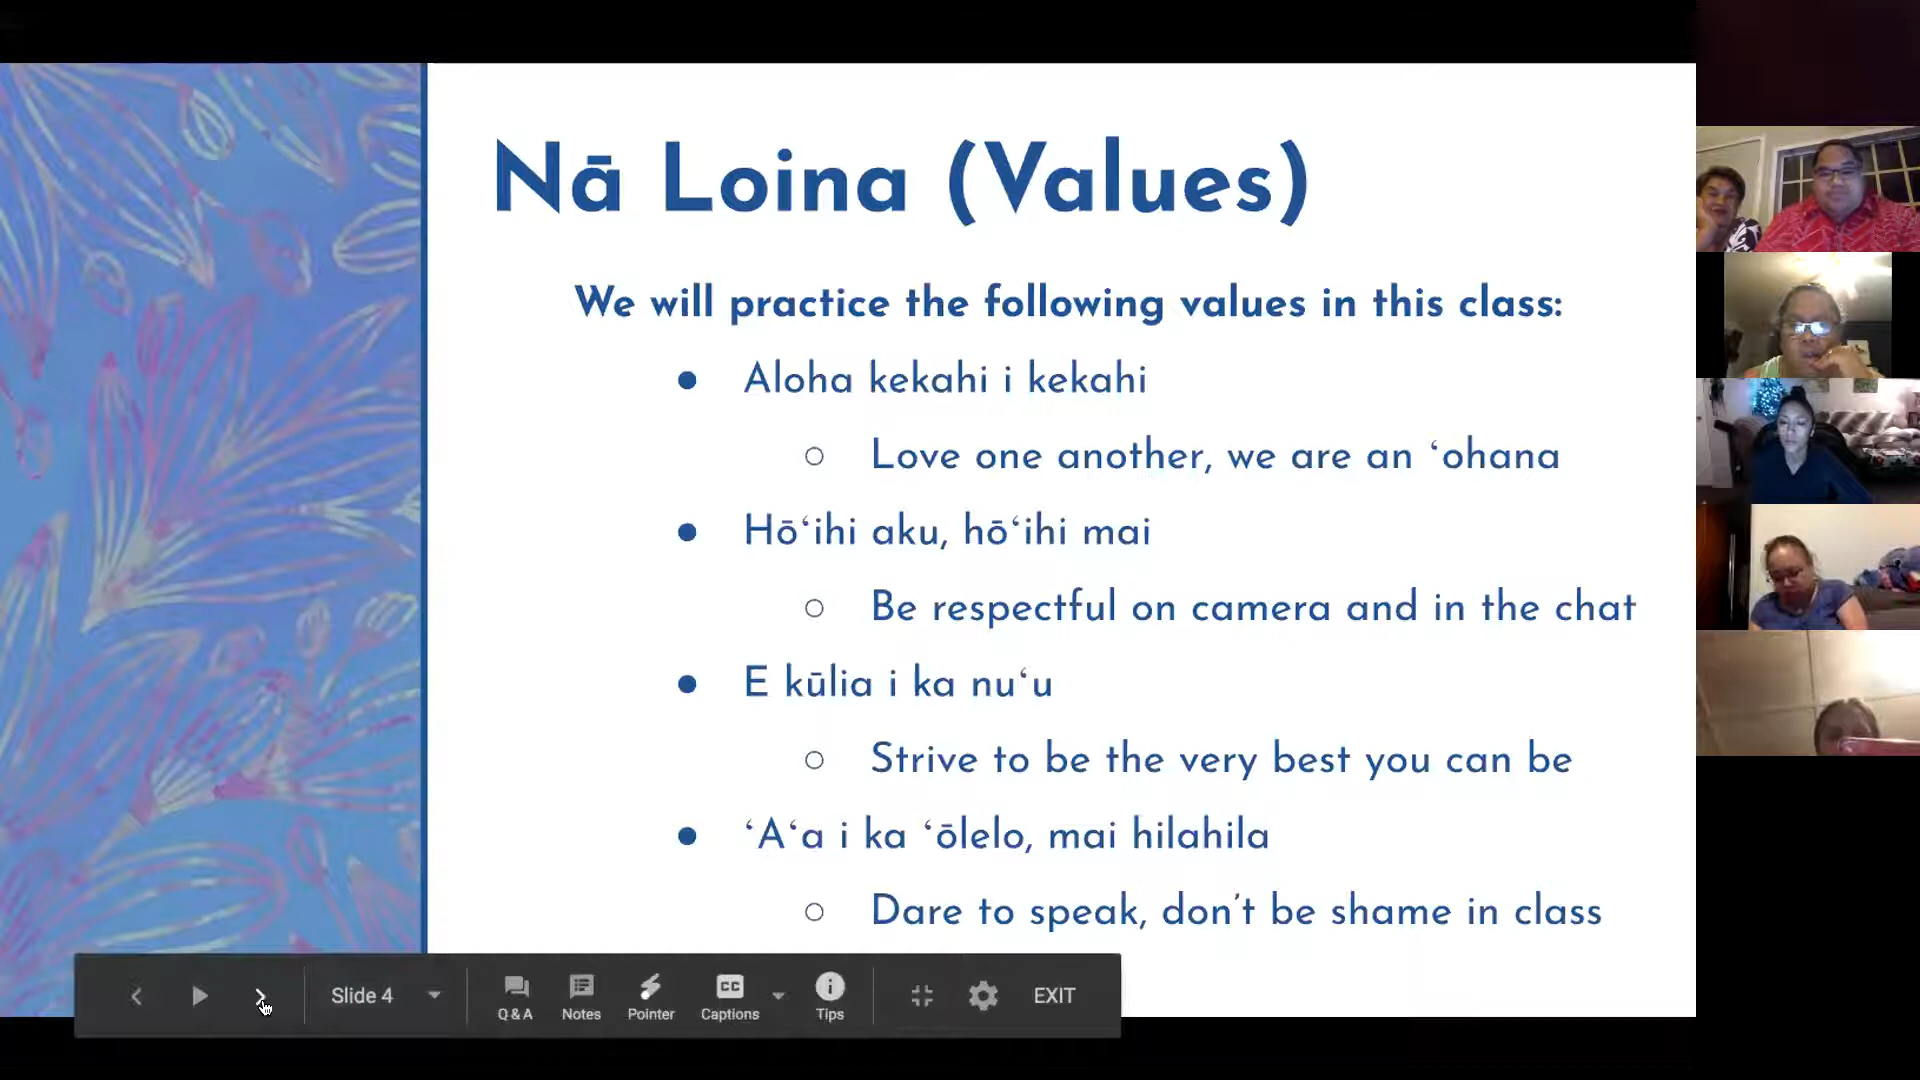 Nā Loina (Values)
We will practice the following values in this class:
● Aloha kekahi i kekahi
○ Love one another, we are an ʻohana
● Hōʻihi aku, hōʻihi mai
○ Be respectful on camera and in the chat
● E kūlia i ka nuʻu
○ Strive to be the very best you can be
● ʻAʻa i ka ʻōlelo, mai hilahila
○ Dare to speak, don't be shame in class
Slide 4
Q & A
Notes
Pointer
CC
Captions
Tips
EXIT